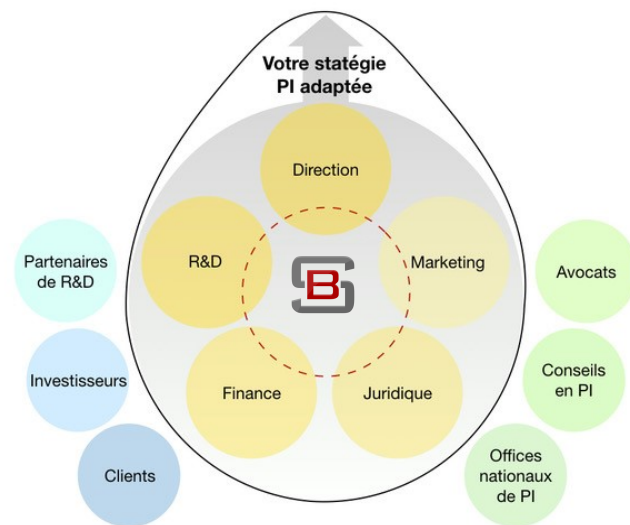 Votre statégie
PI adaptée
Direction
R&D
Marketing
Partenaires
de R&D
Avocats
Investisseurs
Finance
Juridique
Conseils
en PI
Clients
Offices
nationaux
de PI